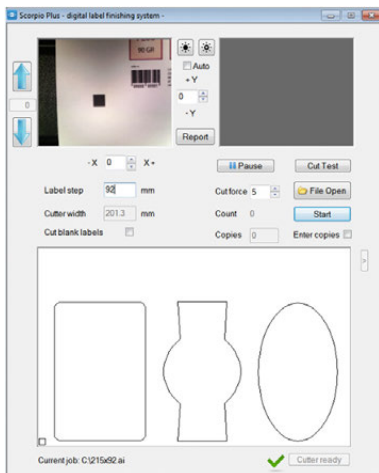 Scorpio Plus - digital label finishing system -
90 GR
Auto
+ Y
0
0
- Y
Report
- X 0 X +
Pause
Cut Test
Label step 92 mm
Cut force 5
File Open
Cutter width 201.3 mm
Count 0
Start
Cut blank labels
Copies 0
Enter copies
>
Current job: C:\215x92.ai
Cutter ready